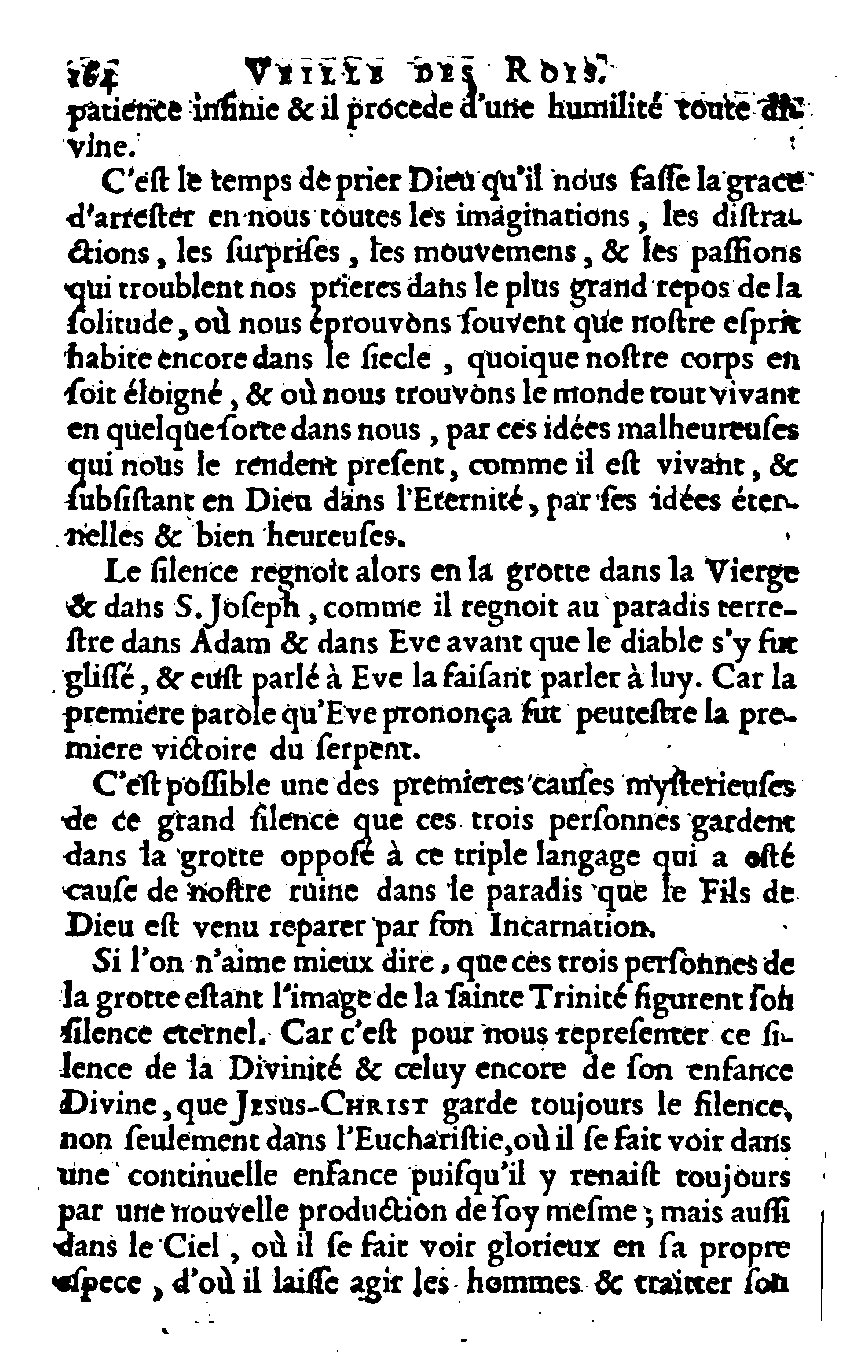 164 VEILLE DES ROIS.
patience infinie & il procede d'une humilité toute di-
vine.
C'eſt le temps de prier Dieu qu'il nous faſſe la grace
d'arreſter en nous toutes les imaginations, les diſtra-
ctions, les ſurpriſes, les mouvemens, & les paſſions
qui troublent nos prieres dans le plus grand repos de la
ſolitude, où nous éprouvons ſouvent que noſtre eſprit
habite encore dans le ſiecle, quoique noſtre corps en
ſoit éloigné, & où nous trouvons le monde tout vivant
en quelque ſorte dans nous, par ces idées malheureuſes
qui nous le rendent preſent, comme il eſt vivant, &
ſubſiſtant en Dieu dans l'Eternité, par ſes idées éter-
nelles & bien heureuſes.
Le ſilence regnoit alors en la grotte dans la Vierge
& dans S. Joſeph, comme il regnoit au paradis terre-
ſtre dans Adam & dans Eve avant que le diable s'y fut
gliſſé, & euſt parlé à Eve la faiſant parler à luy. Car la
premiere parole qu'Eve prononça fut peuteſtre la pre-
miere victoire du ſerpent.
C'eſt poſſible une des premieres cauſes myſterieuſes
de ce grand ſilence que ces trois perſonnes gardent
dans la grotte oppoſé à ce triple langage qui a eſté
cauſe de noſtre ruine dans le paradis que le Fils de
Dieu eſt venu reparer par ſon Incarnation.
Si l'on n'aime mieux dire, que ces trois perſonnes de
la grotte eſtant l'image de la ſainte Trinité figurent ſon
ſilence eternel. Car c'eſt pour nous repreſenter ce ſi-
lence de la Divinité & celuy encore de ſon enfance
Divine, que JESUS-CHRIST garde toujours le ſilence,
non ſeulement dans l'Euchariſtie, où il ſe fait voir dans
une continuelle enfance puiſqu'il y renaiſt toujours
par une nouvelle production de ſoy meſme; mais auſſi
dans le Ciel, où il ſe fait voir glorieux en ſa propre
eſpece, d'où il laiſſe agir les hommes & traitter ſon